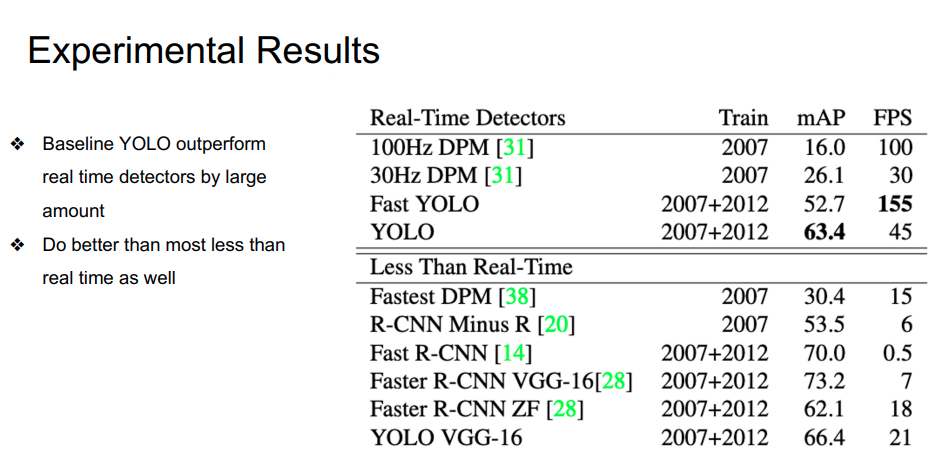 Experimental Results
❖ Baseline YOLO outperform
real time detectors by large
amount
❖ Do better than most less than
real time as well
Real-Time Detectors Train mAP FPS
100Hz DPM [31] 2007 16.0 100
30Hz DPM [31] 2007 26.1 30
Fast YOLO 2007+2012 52.7 155
YOLO 2007+2012 63.4 45
Less Than Real-Time
Fastest DPM [38] 2007 30.4 15
R-CNN Minus R [20] 2007 53.5 6
Fast R-CNN [14] 2007+2012 70.0 0.5
Faster R-CNN VGG-16[28] 2007+2012 73.2 7
Faster R-CNN ZF [28] 2007+2012 62.1 18
YOLO VGG-16 2007+2012 66.4 21